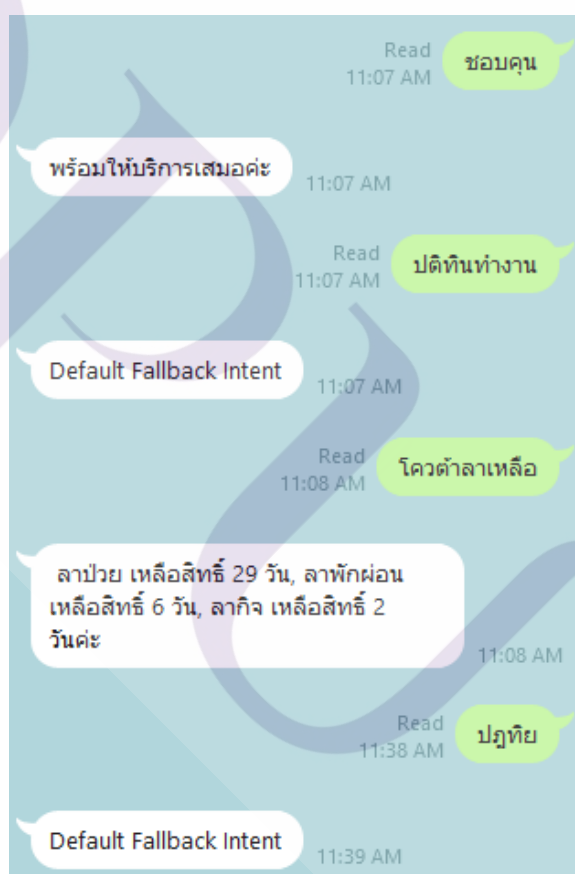 Read
11:07 AM
ชอบคุน
พร้อมให้บริการเสมอค่ะ
11:07 AM
Read
11:07 AM
ปติทินทำงาน
Default Fallback Intent
11:07 AM
Read
11:08 AM
โควต้าลาเหลือ
ลาป่วย เหลือสิทธิ์ 29 วัน, ลาพักผ่อน
เหลือสิทธิ์ 6 วัน, ลากิจ เหลือสิทธิ์ 2
วันค่ะ
11:08 AM
Read
11:38 AM
ปฎทิย
Default Fallback Intent
11:39 AM